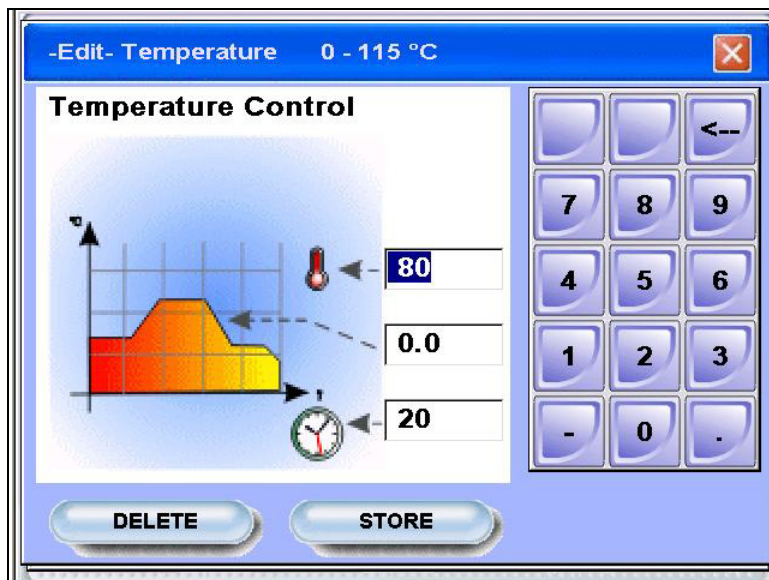 -Edit- Temperature 0 - 115 °C
Temperature Control
80
0.0
20
<--
7 8 9
4 5 6
1 2 3
- 0 .
DELETE STORE